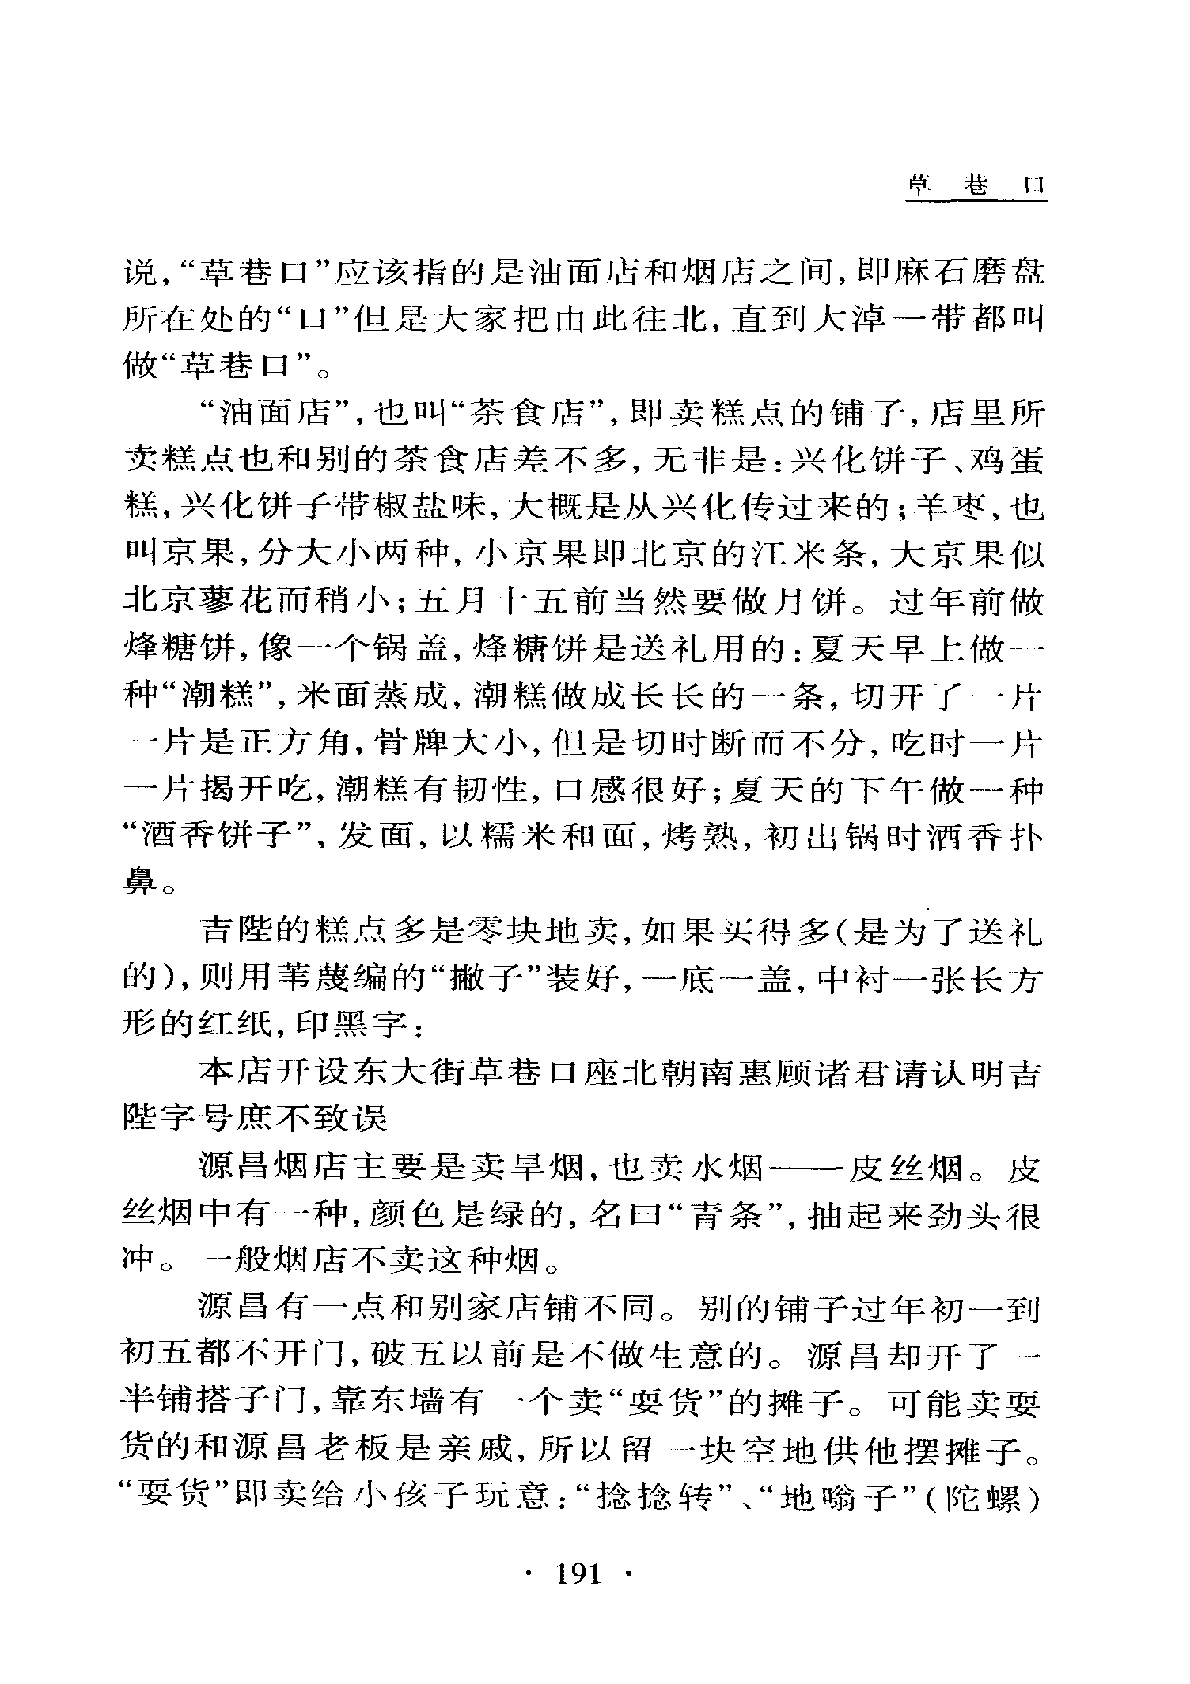 草 巷 口
说,“草巷口”应该指的是油面店和烟店之间,即麻石磨盘
所在处的“口”但是大家把由此往北,直到大淖一带都叫
做“草巷口”。
“油面店”,也叫“茶食店”,即卖糕点的铺子,店里所
卖糕点也和别的茶食店差不多,无非是:兴化饼子、鸡蛋
糕,兴化饼子带椒盐味,大概是从兴化传过来的;羊枣,也
叫京果,分大小两种,小京果即北京的江米条,大京果似
北京蓼花而稍小;五月十五前当然要做月饼。过年前做
烽糖饼,像一个锅盖,烽糖饼是送礼用的:夏天早上做一
种“潮糕”,米面蒸成,潮糕做成长长的一条,切开了一片
一片是正方角,骨牌大小,但是切时断而不分,吃时一片
一片揭开吃,潮糕有韧性,口感很好;夏天的下午做一种
“酒香饼子”,发面,以糯米和面,烤熟,初出锅时酒香扑
鼻。
吉陛的糕点多是零块地卖,如果买得多(是为了送礼
的),则用苇蔑编的“撇子”装好,一底一盖,中衬一张长方
形的红纸,印黑字:
本店开设东大街草巷口座北朝南惠顾诸君请认明吉
陛字号庶不致误
源昌烟店主要是卖旱烟,也卖水烟——皮丝烟。皮
丝烟中有一种,颜色是绿的,名曰“青条”,抽起来劲头很
冲。一般烟店不卖这种烟。
源昌有一点和别家店铺不同。别的铺子过年初一到
初五都不开门,破五以前是不做生意的。源昌却开了一
半铺搭子门,靠东墙有一个卖“耍货”的摊子。可能卖耍
货的和源昌老板是亲戚,所以留一块空地供他摆摊子。
“耍货”即卖给小孩子玩意:“捻捻转”、“地嗡子”(陀螺)
· 191 ·